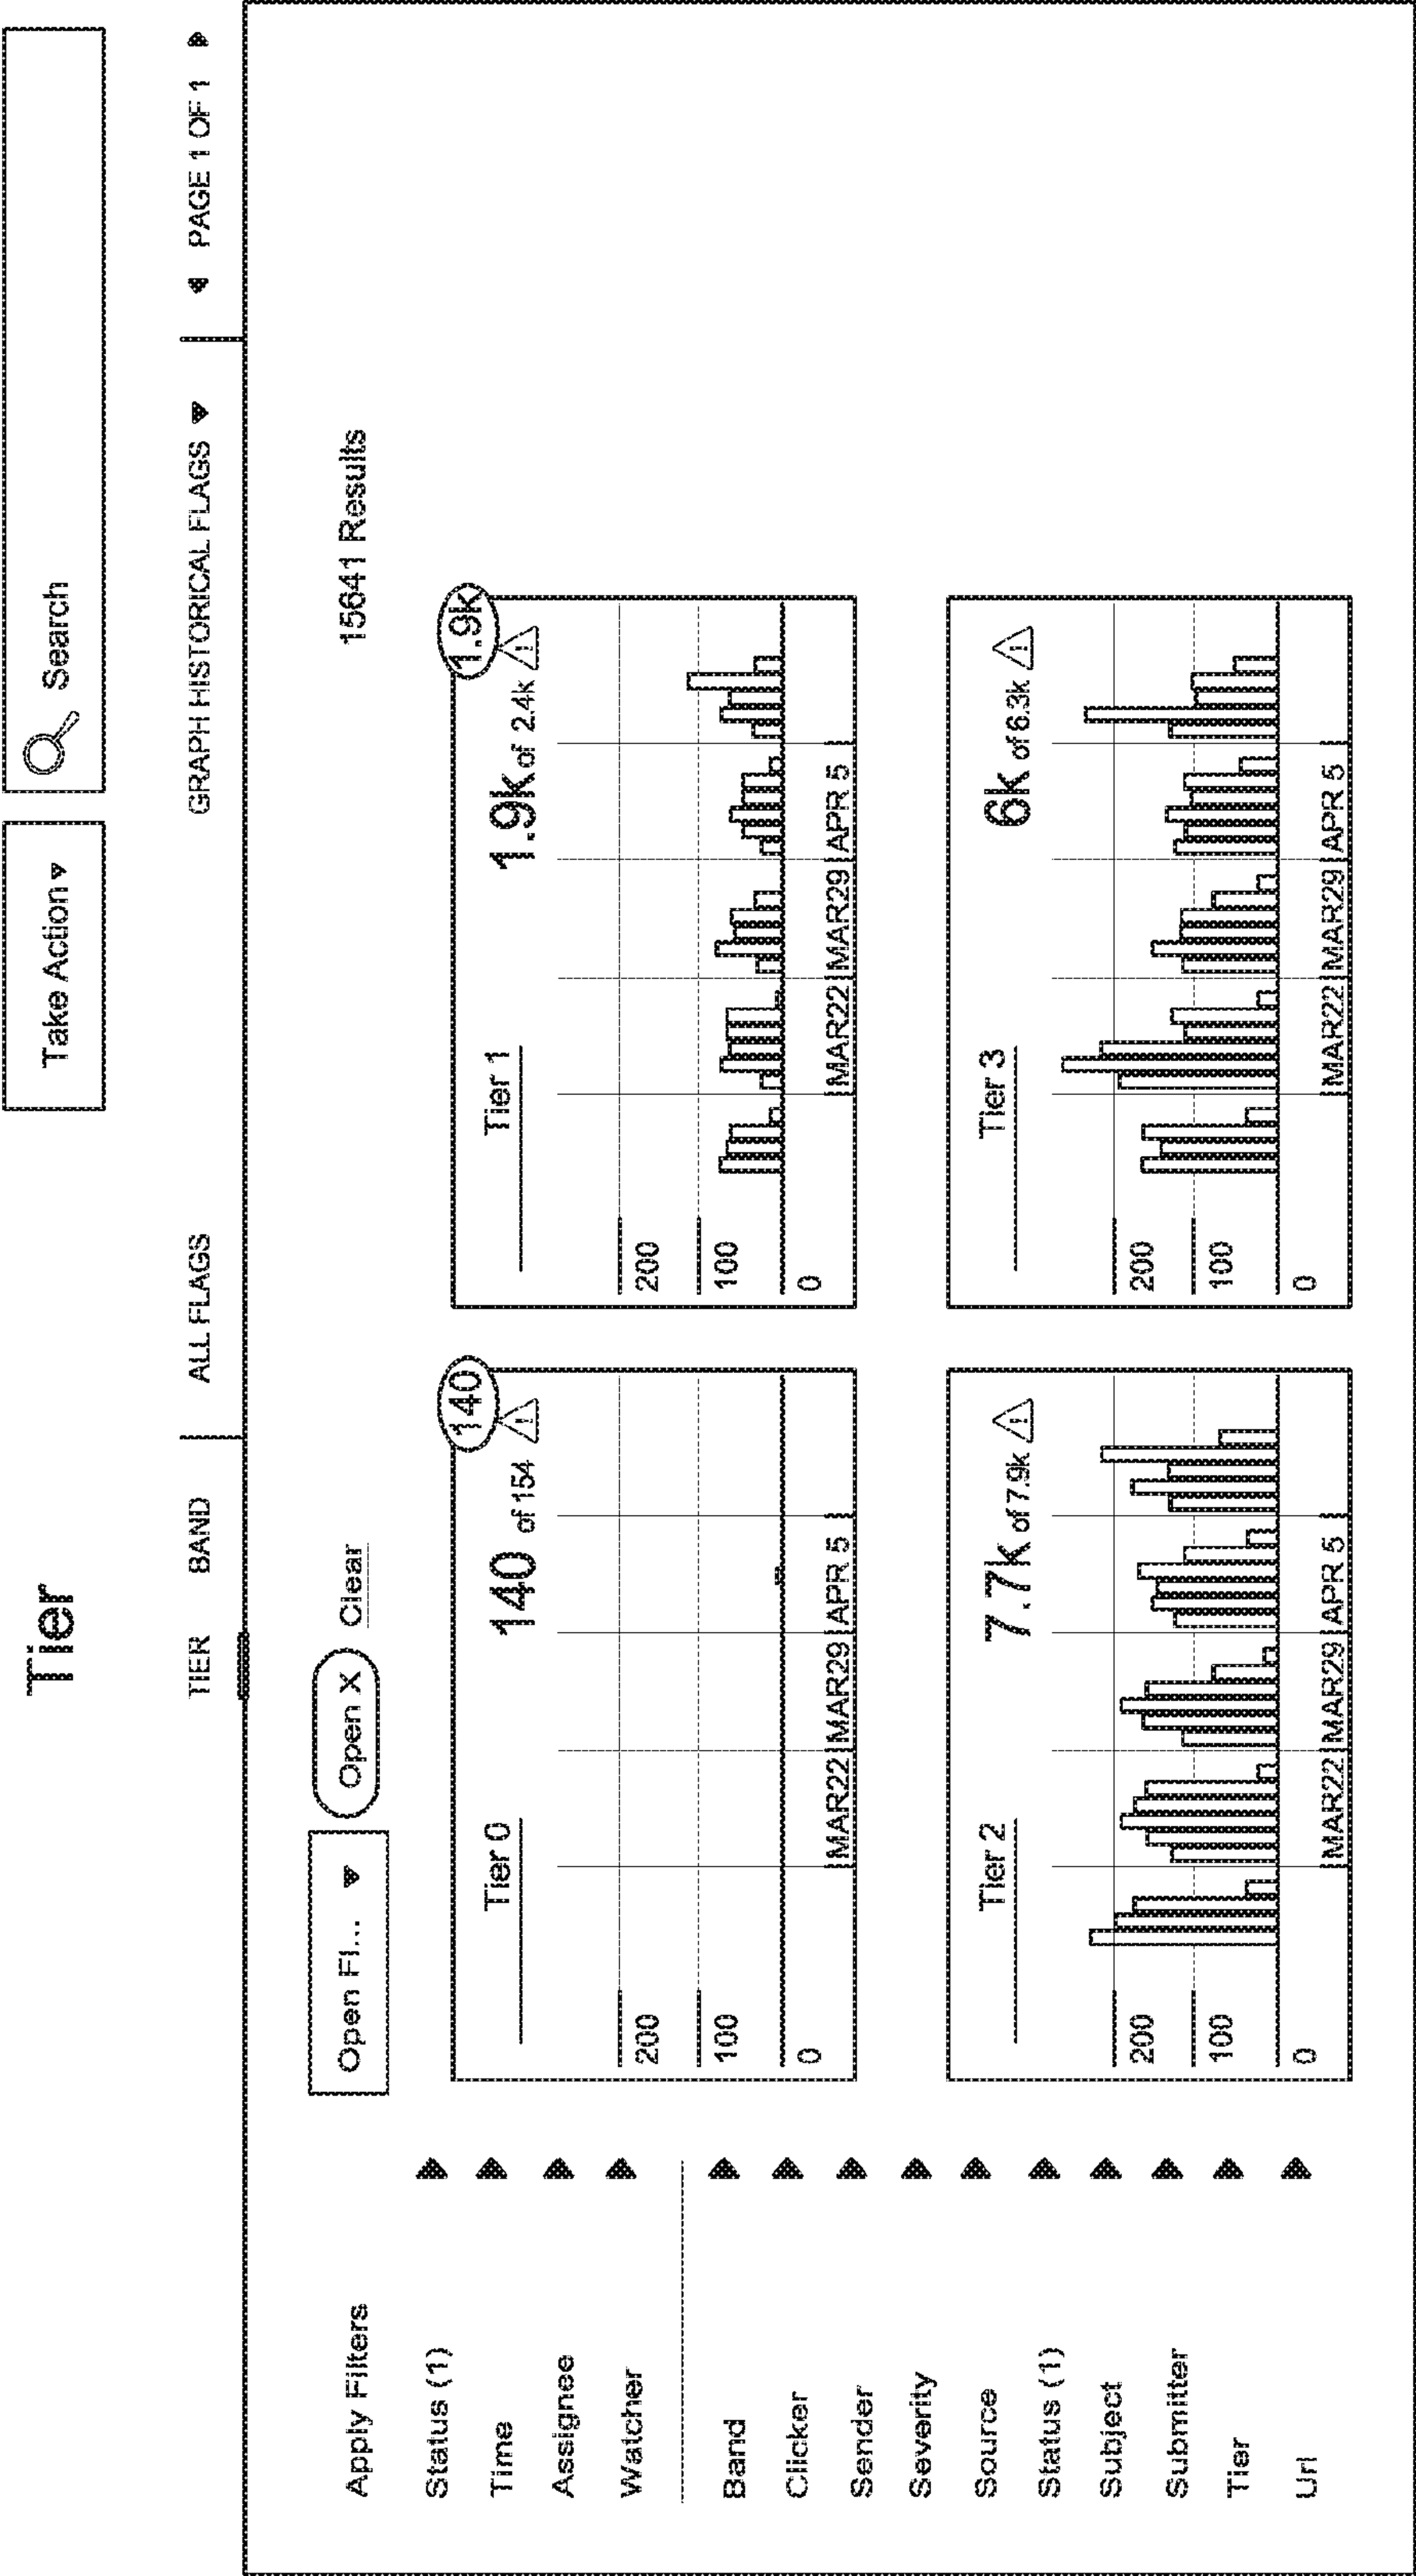 Tier
Take Action
Search
TIER BAND ALL FLAGS GRAPH HISTORICAL FLAGS PAGE 1 OF 1
Apply Filters
Open Fl... Open X Clear 15641 Results
Status (1)
Time
Assignee
Watcher
Band
Clicker
Sender
Severity
Source
Status (1)
Subject
Submitter
Tier
Url
140
Tier 0 140 of 154
200
100
0
MAR22 MAR29 APR 5
1.9k
Tier 1 1.9K of 2.4k
200
100
0
MAR22 MAR29 APR 5
Tier 2 7.7K of 7.9k
200
100
0
MAR22 MAR29 APR 5
Tier 3 6K of 6.3k
200
100
0
MAR22 MAR29 APR 5